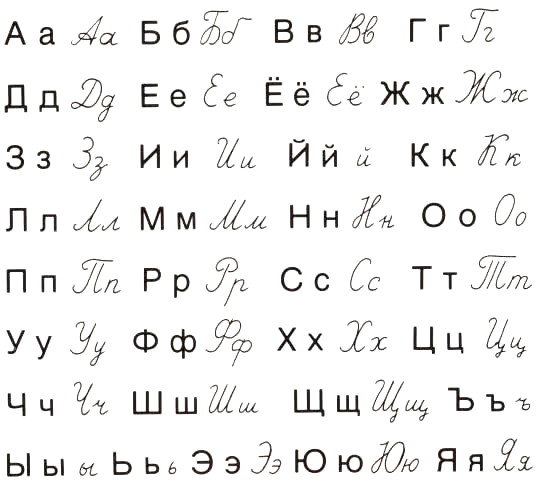 А а Аа Б б Бб В в Вв Г г Гг
Д д Дд Е е Ее Ё ё Ёё Ж ж Жж
З з Зз И и Ии Й й й К к Кк
Л л Лл М м Мм Н н Нн О о Оо
П п Пп Р р Рр С с Сс Т т Тт
У у Уу Ф ф Фф Х х Хх Ц ц Цц
Ч ч Чч Ш ш Шш Щ щ Щщ Ъ ъ ъ
Ы ы ы Ь ь ь Э э Ээ Ю ю Юю Я я Яя